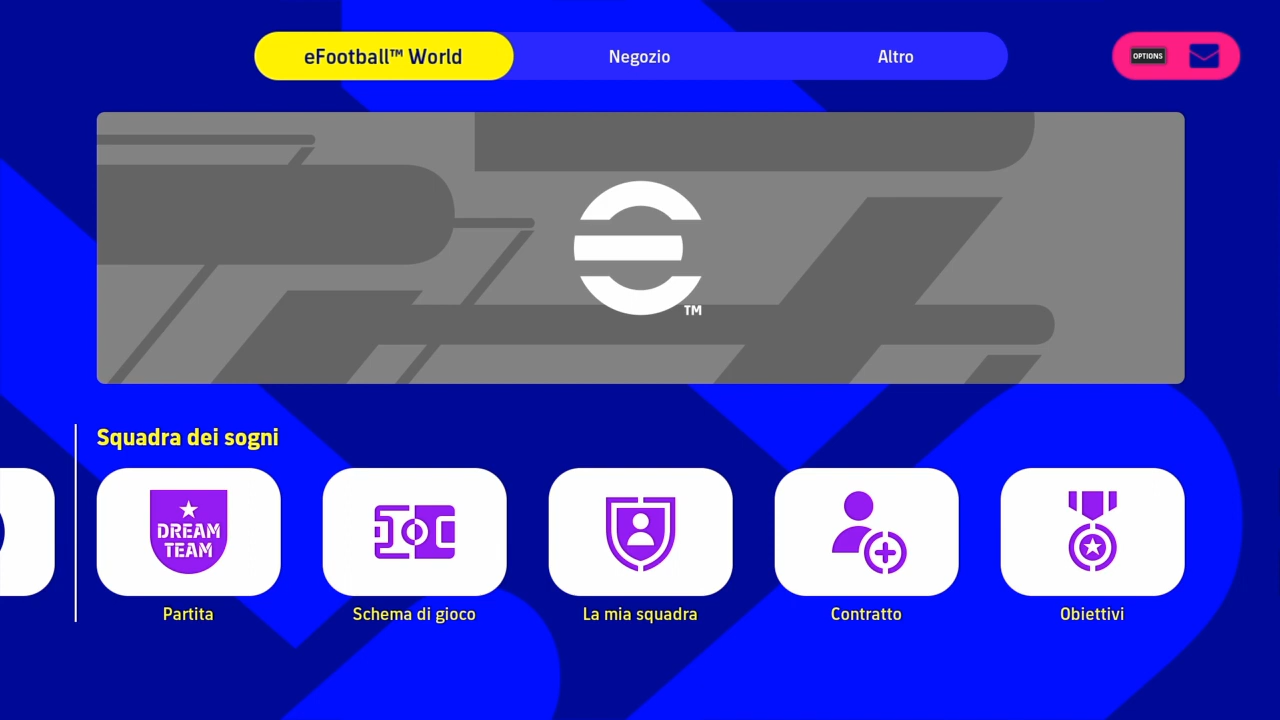 eFootball™ World
Negozio
Altro
OPTIONS
TM
Squadra dei sogni
DREAM
TEAM
Partita
Schema di gioco
La mia squadra
Contratto
Obiettivi